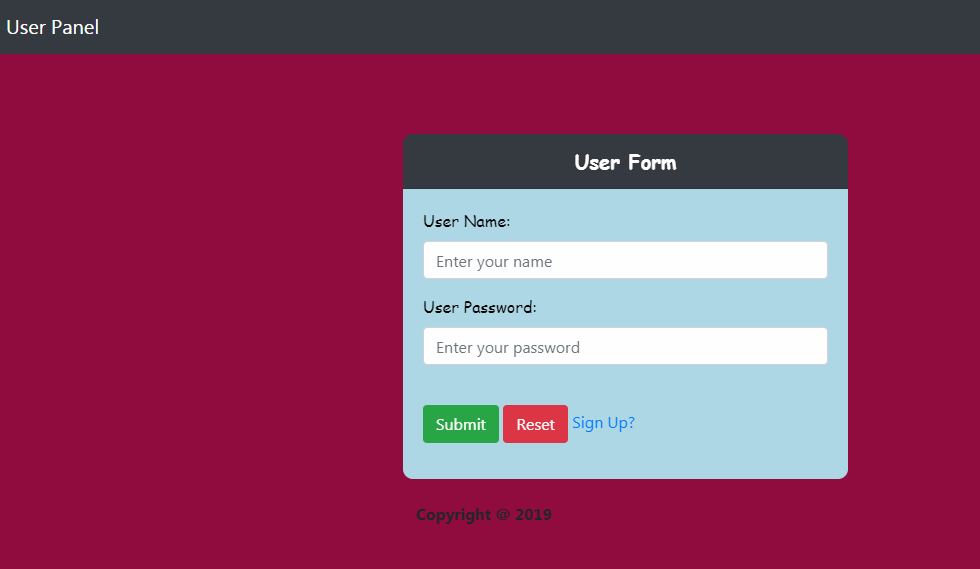 User Panel
User Form
User Name:
Enter your name
User Password:
Enter your password
Submit Reset Sign Up?
Copyright @ 2019